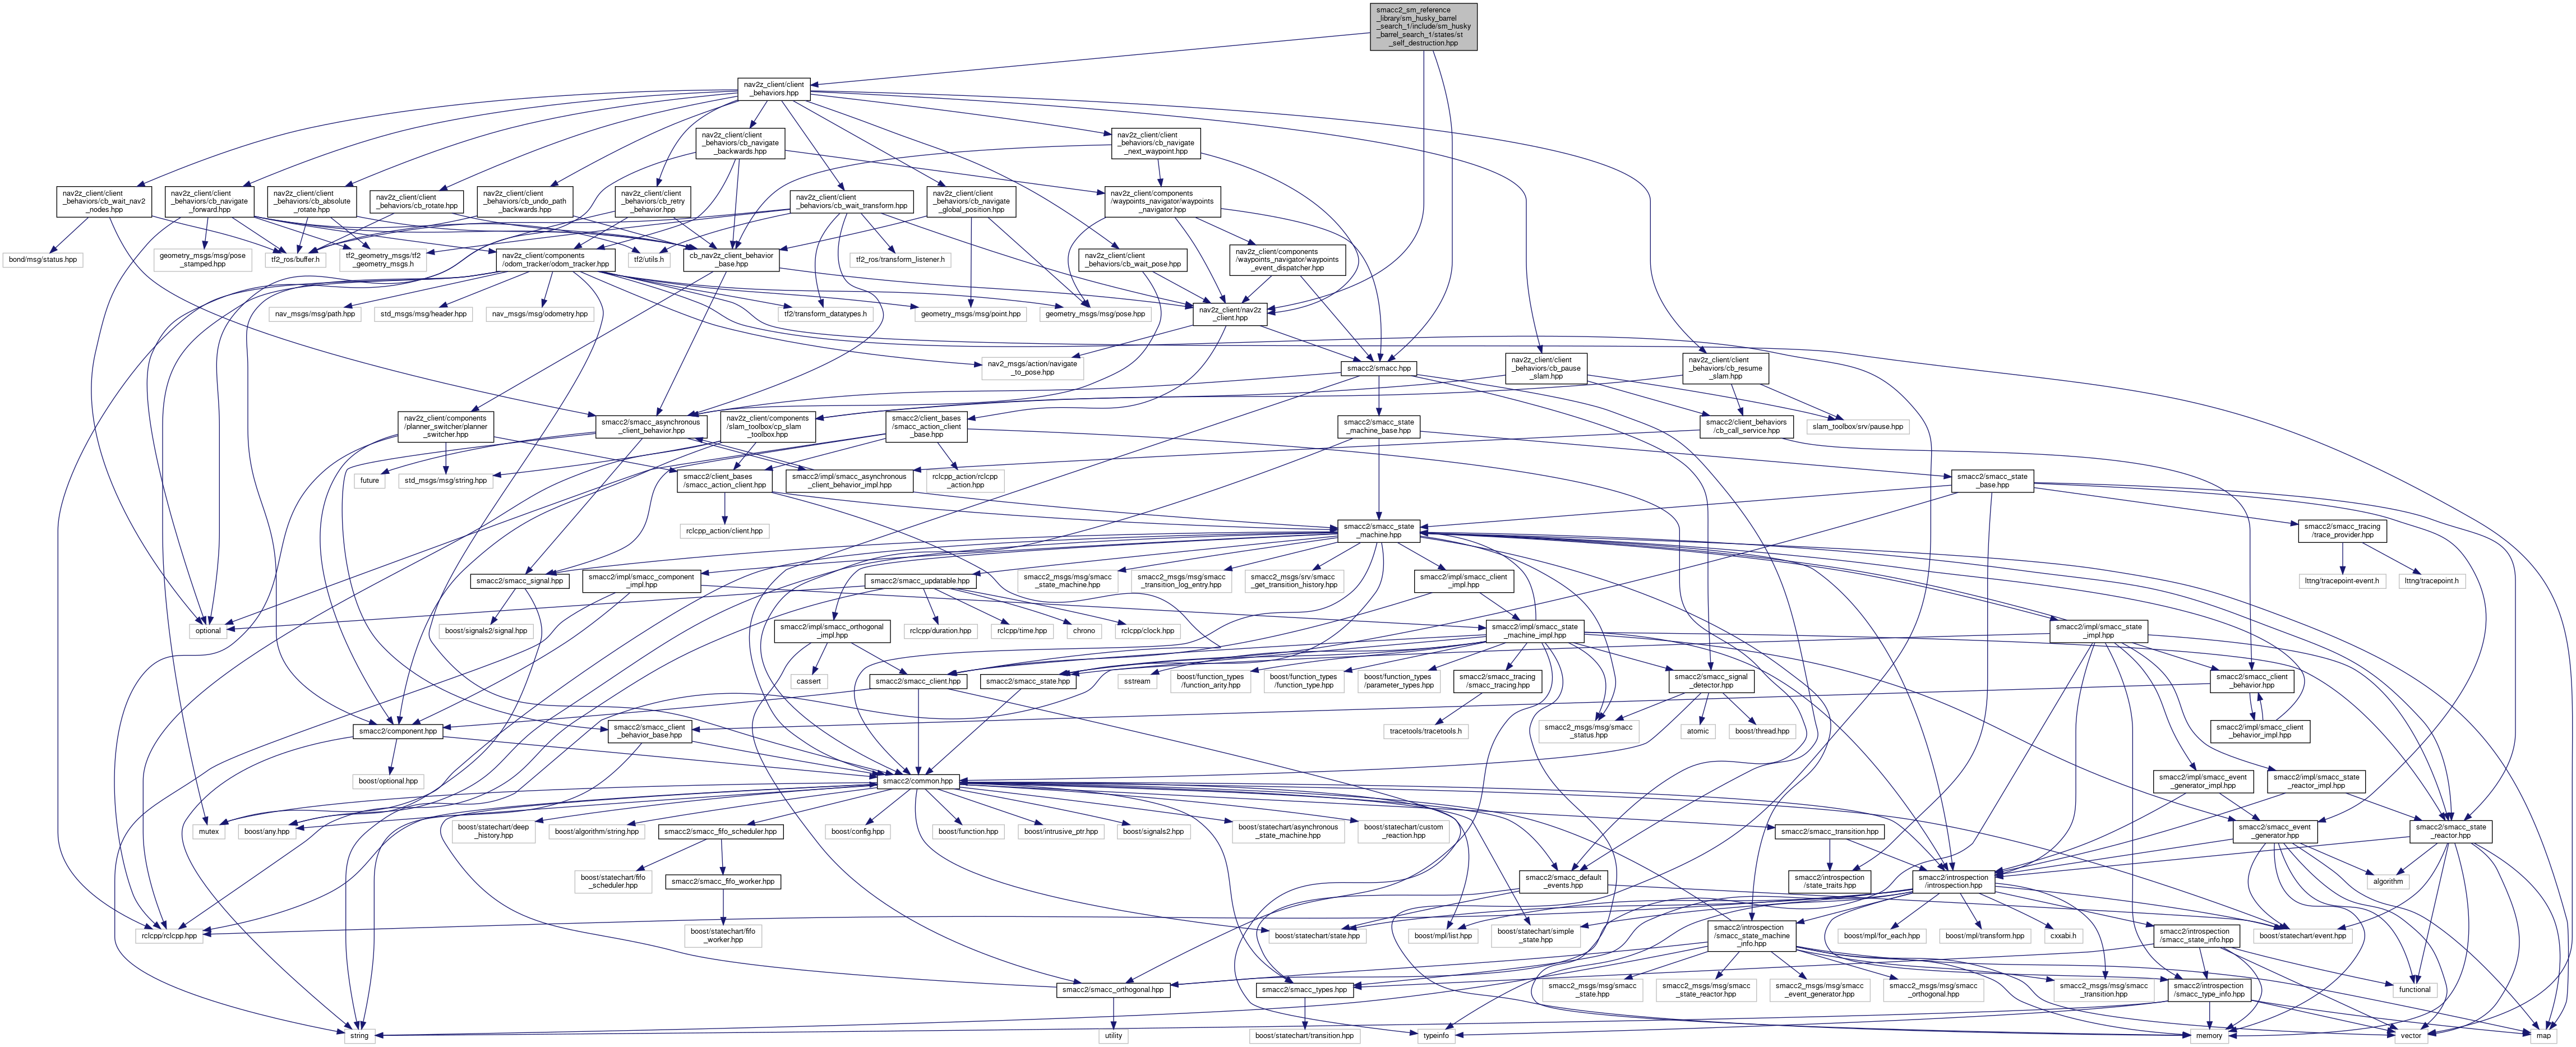 smacc2_sm_reference
_library/sm_husky_barrel
_search_1/include/sm_husky
_barrel_search_1/states/st
_self_destruction.hpp
nav2z_client/client
_behaviors.hpp
nav2z_client/client
_behaviors/cb_navigate
_backwards.hpp
nav2z_client/client
_behaviors/cb_navigate
_next_waypoint.hpp
nav2z_client/client
_behaviors/cb_wait_nav2
_nodes.hpp
nav2z_client/client
_behaviors/cb_navigate
_forward.hpp
nav2z_client/client
_behaviors/cb_absolute
_rotate.hpp
nav2z_client/client
_behaviors/cb_rotate.hpp
nav2z_client/client
_behaviors/cb_undo_path
_backwards.hpp
nav2z_client/client
_behaviors/cb_retry
_behavior.hpp
nav2z_client/client
_behaviors/cb_wait_transform.hpp
nav2z_client/client
_behaviors/cb_navigate
_global_position.hpp
nav2z_client/components
/waypoints_navigator/waypoints
_navigator.hpp
bond/msg/status.hpp
geometry_msgs/msg/pose
_stamped.hpp
tf2_ros/buffer.h
tf2_geometry_msgs/tf2
_geometry_msgs.h
nav2z_client/components
/odom_tracker/odom_tracker.hpp
tf2/utils.h
cb_nav2z_client_behavior
_base.hpp
tf2_ros/transform_listener.h
nav2z_client/client
_behaviors/cb_wait_pose.hpp
nav2z_client/components
/waypoints_navigator/waypoints
_event_dispatcher.hpp
nav_msgs/msg/path.hpp
std_msgs/msg/header.hpp
nav_msgs/msg/odometry.hpp
tf2/transform_datatypes.h
geometry_msgs/msg/point.hpp
geometry_msgs/msg/pose.hpp
nav2z_client/nav2z
_client.hpp
nav2_msgs/action/navigate
_to_pose.hpp
smacc2/smacc.hpp
nav2z_client/client
_behaviors/cb_pause
_slam.hpp
nav2z_client/client
_behaviors/cb_resume
_slam.hpp
nav2z_client/components
/planner_switcher/planner
_switcher.hpp
smacc2/smacc_asynchronous
_client_behavior.hpp
nav2z_client/components
/slam_toolbox/cp_slam
_toolbox.hpp
smacc2/client_bases
/smacc_action_client
_base.hpp
smacc2/smacc_state
_machine_base.hpp
smacc2/client_behaviors
/cb_call_service.hpp
slam_toolbox/srv/pause.hpp
future
std_msgs/msg/string.hpp
smacc2/client_bases
/smacc_action_client.hpp
smacc2/impl/smacc_asynchronous
_client_behavior_impl.hpp
rclcpp_action/rclcpp
_action.hpp
smacc2/smacc_state
_base.hpp
rclcpp_action/client.hpp
smacc2/smacc_state
_machine.hpp
smacc2/smacc_tracing
/trace_provider.hpp
smacc2/smacc_signal.hpp
smacc2/impl/smacc_component
_impl.hpp
smacc2/smacc_updatable.hpp
smacc2_msgs/msg/smacc
_state_machine.hpp
smacc2_msgs/msg/smacc
_transition_log_entry.hpp
smacc2_msgs/srv/smacc
_get_transition_history.hpp
smacc2/impl/smacc_client
_impl.hpp
lttng/tracepoint-event.h
lttng/tracepoint.h
optional
boost/signals2/signal.hpp
smacc2/impl/smacc_orthogonal
_impl.hpp
rclcpp/duration.hpp
rclcpp/time.hpp
chrono
rclcpp/clock.hpp
smacc2/impl/smacc_state
_machine_impl.hpp
smacc2/impl/smacc_state
_impl.hpp
cassert
smacc2/smacc_client.hpp
smacc2/smacc_state.hpp
sstream
boost/function_types
/function_arity.hpp
boost/function_types
/function_type.hpp
boost/function_types
/parameter_types.hpp
smacc2/smacc_tracing
/smacc_tracing.hpp
smacc2/smacc_signal
_detector.hpp
smacc2/smacc_client
_behavior.hpp
smacc2/component.hpp
smacc2/smacc_client
_behavior_base.hpp
tracetools/tracetools.h
smacc2_msgs/msg/smacc
_status.hpp
atomic
boost/thread.hpp
smacc2/impl/smacc_client
_behavior_impl.hpp
boost/optional.hpp
smacc2/common.hpp
smacc2/impl/smacc_event
_generator_impl.hpp
smacc2/impl/smacc_state
_reactor_impl.hpp
mutex
boost/any.hpp
boost/statechart/deep
_history.hpp
boost/algorithm/string.hpp
smacc2/smacc_fifo_scheduler.hpp
boost/config.hpp
boost/function.hpp
boost/intrusive_ptr.hpp
boost/signals2.hpp
boost/statechart/asynchronous
_state_machine.hpp
boost/statechart/custom
_reaction.hpp
smacc2/smacc_transition.hpp
smacc2/smacc_event
_generator.hpp
smacc2/smacc_state
_reactor.hpp
boost/statechart/fifo
_scheduler.hpp
smacc2/smacc_fifo_worker.hpp
smacc2/smacc_default
_events.hpp
smacc2/introspection
/state_traits.hpp
smacc2/introspection
/introspection.hpp
algorithm
rclcpp/rclcpp.hpp
boost/statechart/fifo
_worker.hpp
boost/statechart/state.hpp
boost/mpl/list.hpp
boost/statechart/simple
_state.hpp
smacc2/introspection
/smacc_state_machine
_info.hpp
boost/mpl/for_each.hpp
boost/mpl/transform.hpp
cxxabi.h
smacc2/introspection
/smacc_state_info.hpp
boost/statechart/event.hpp
smacc2/smacc_orthogonal.hpp
smacc2/smacc_types.hpp
smacc2_msgs/msg/smacc
_state.hpp
smacc2_msgs/msg/smacc
_state_reactor.hpp
smacc2_msgs/msg/smacc
_event_generator.hpp
smacc2_msgs/msg/smacc
_orthogonal.hpp
smacc2_msgs/msg/smacc
_transition.hpp
smacc2/introspection
/smacc_type_info.hpp
functional
string
utility
boost/statechart/transition.hpp
typeinfo
memory
vector
map